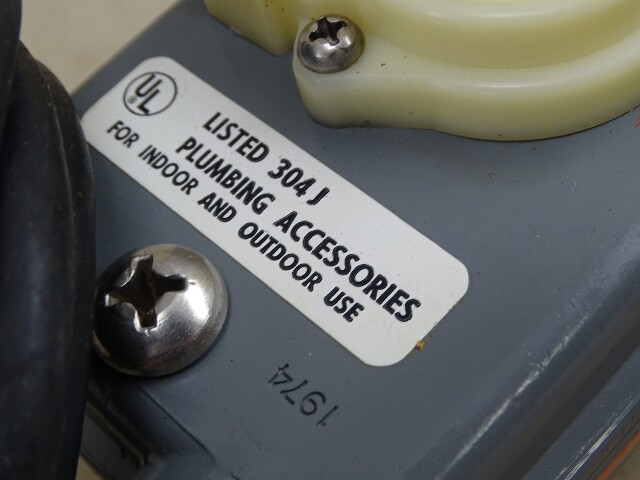 UL
®
LISTED 304 J
PLUMBING ACCESSORIES
FOR INDOOR AND OUTDOOR USE
1974